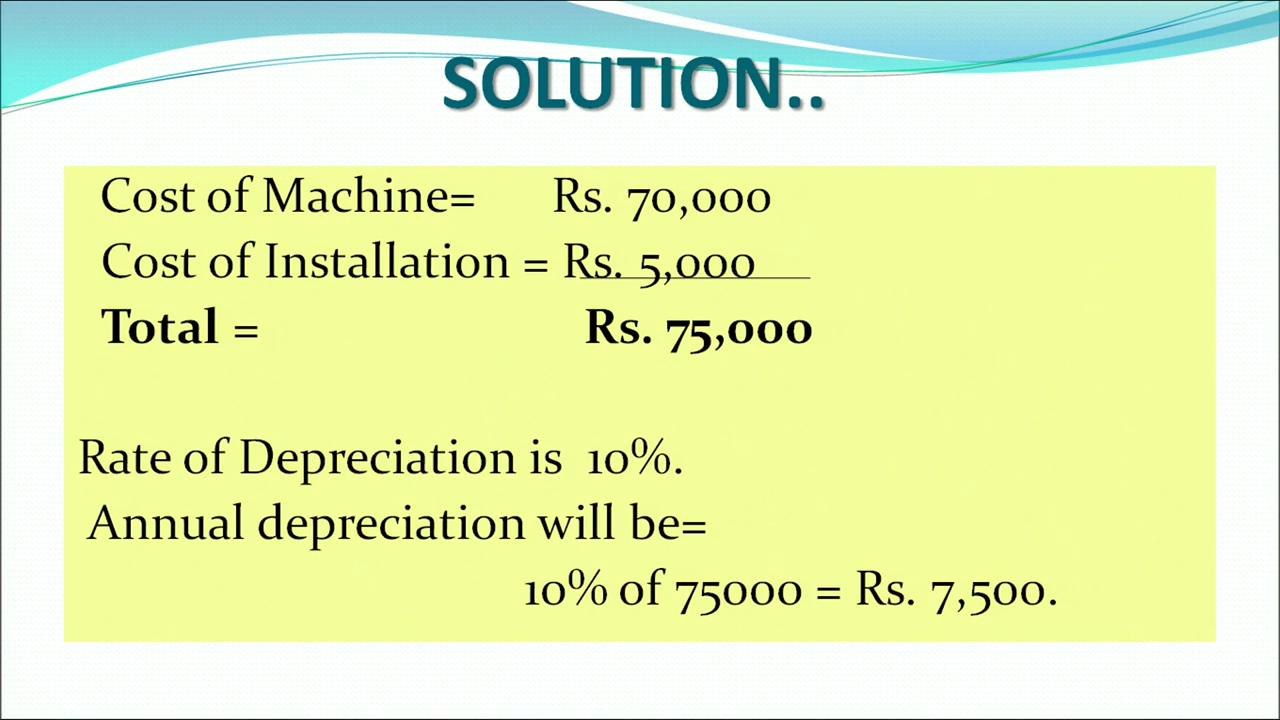 SOLUTION..
Cost of Machine= Rs. 70,000
Cost of Installation = Rs. 5,000
Total = Rs. 75,000
Rate of Depreciation is 10%.
Annual depreciation will be=
10% of 75000 = Rs. 7,500.